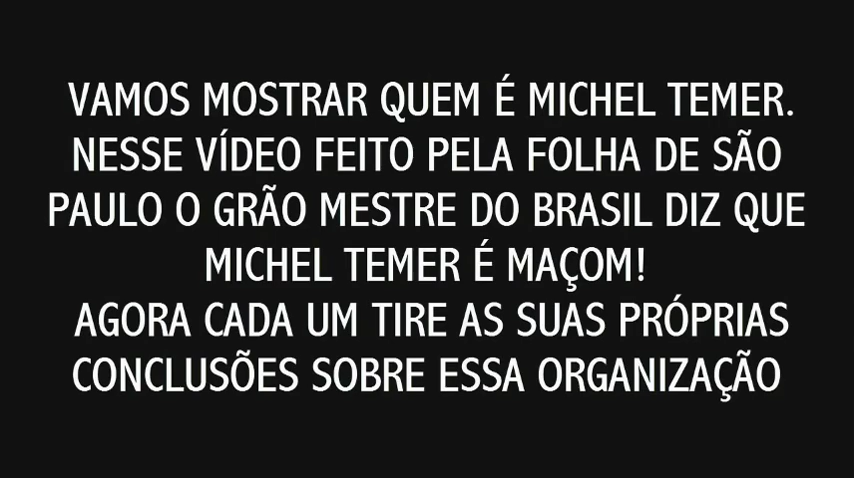 VAMOS MOSTRAR QUEM É MICHEL TEMER.
NESSE VÍDEO FEITO PELA FOLHA DE SÃO
PAULO O GRÃO MESTRE DO BRASIL DIZ QUE
MICHEL TEMER É MAÇOM!
AGORA CADA UM TIRE AS SUAS PRÓPRIAS
CONCLUSÕES SOBRE ESSA ORGANIZAÇÃO